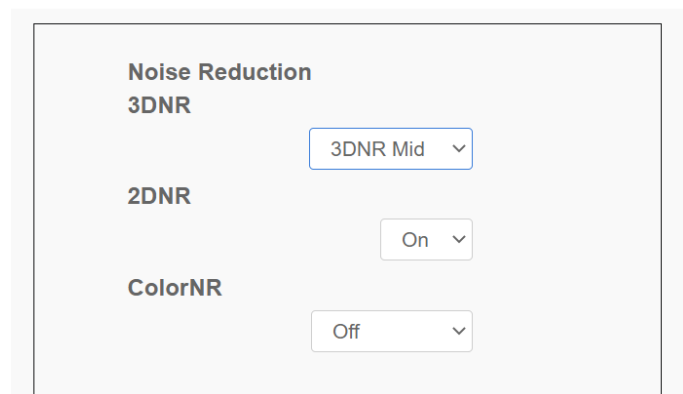 Noise Reduction
3DNR
3DNR Mid
2DNR
On
ColorNR
Off